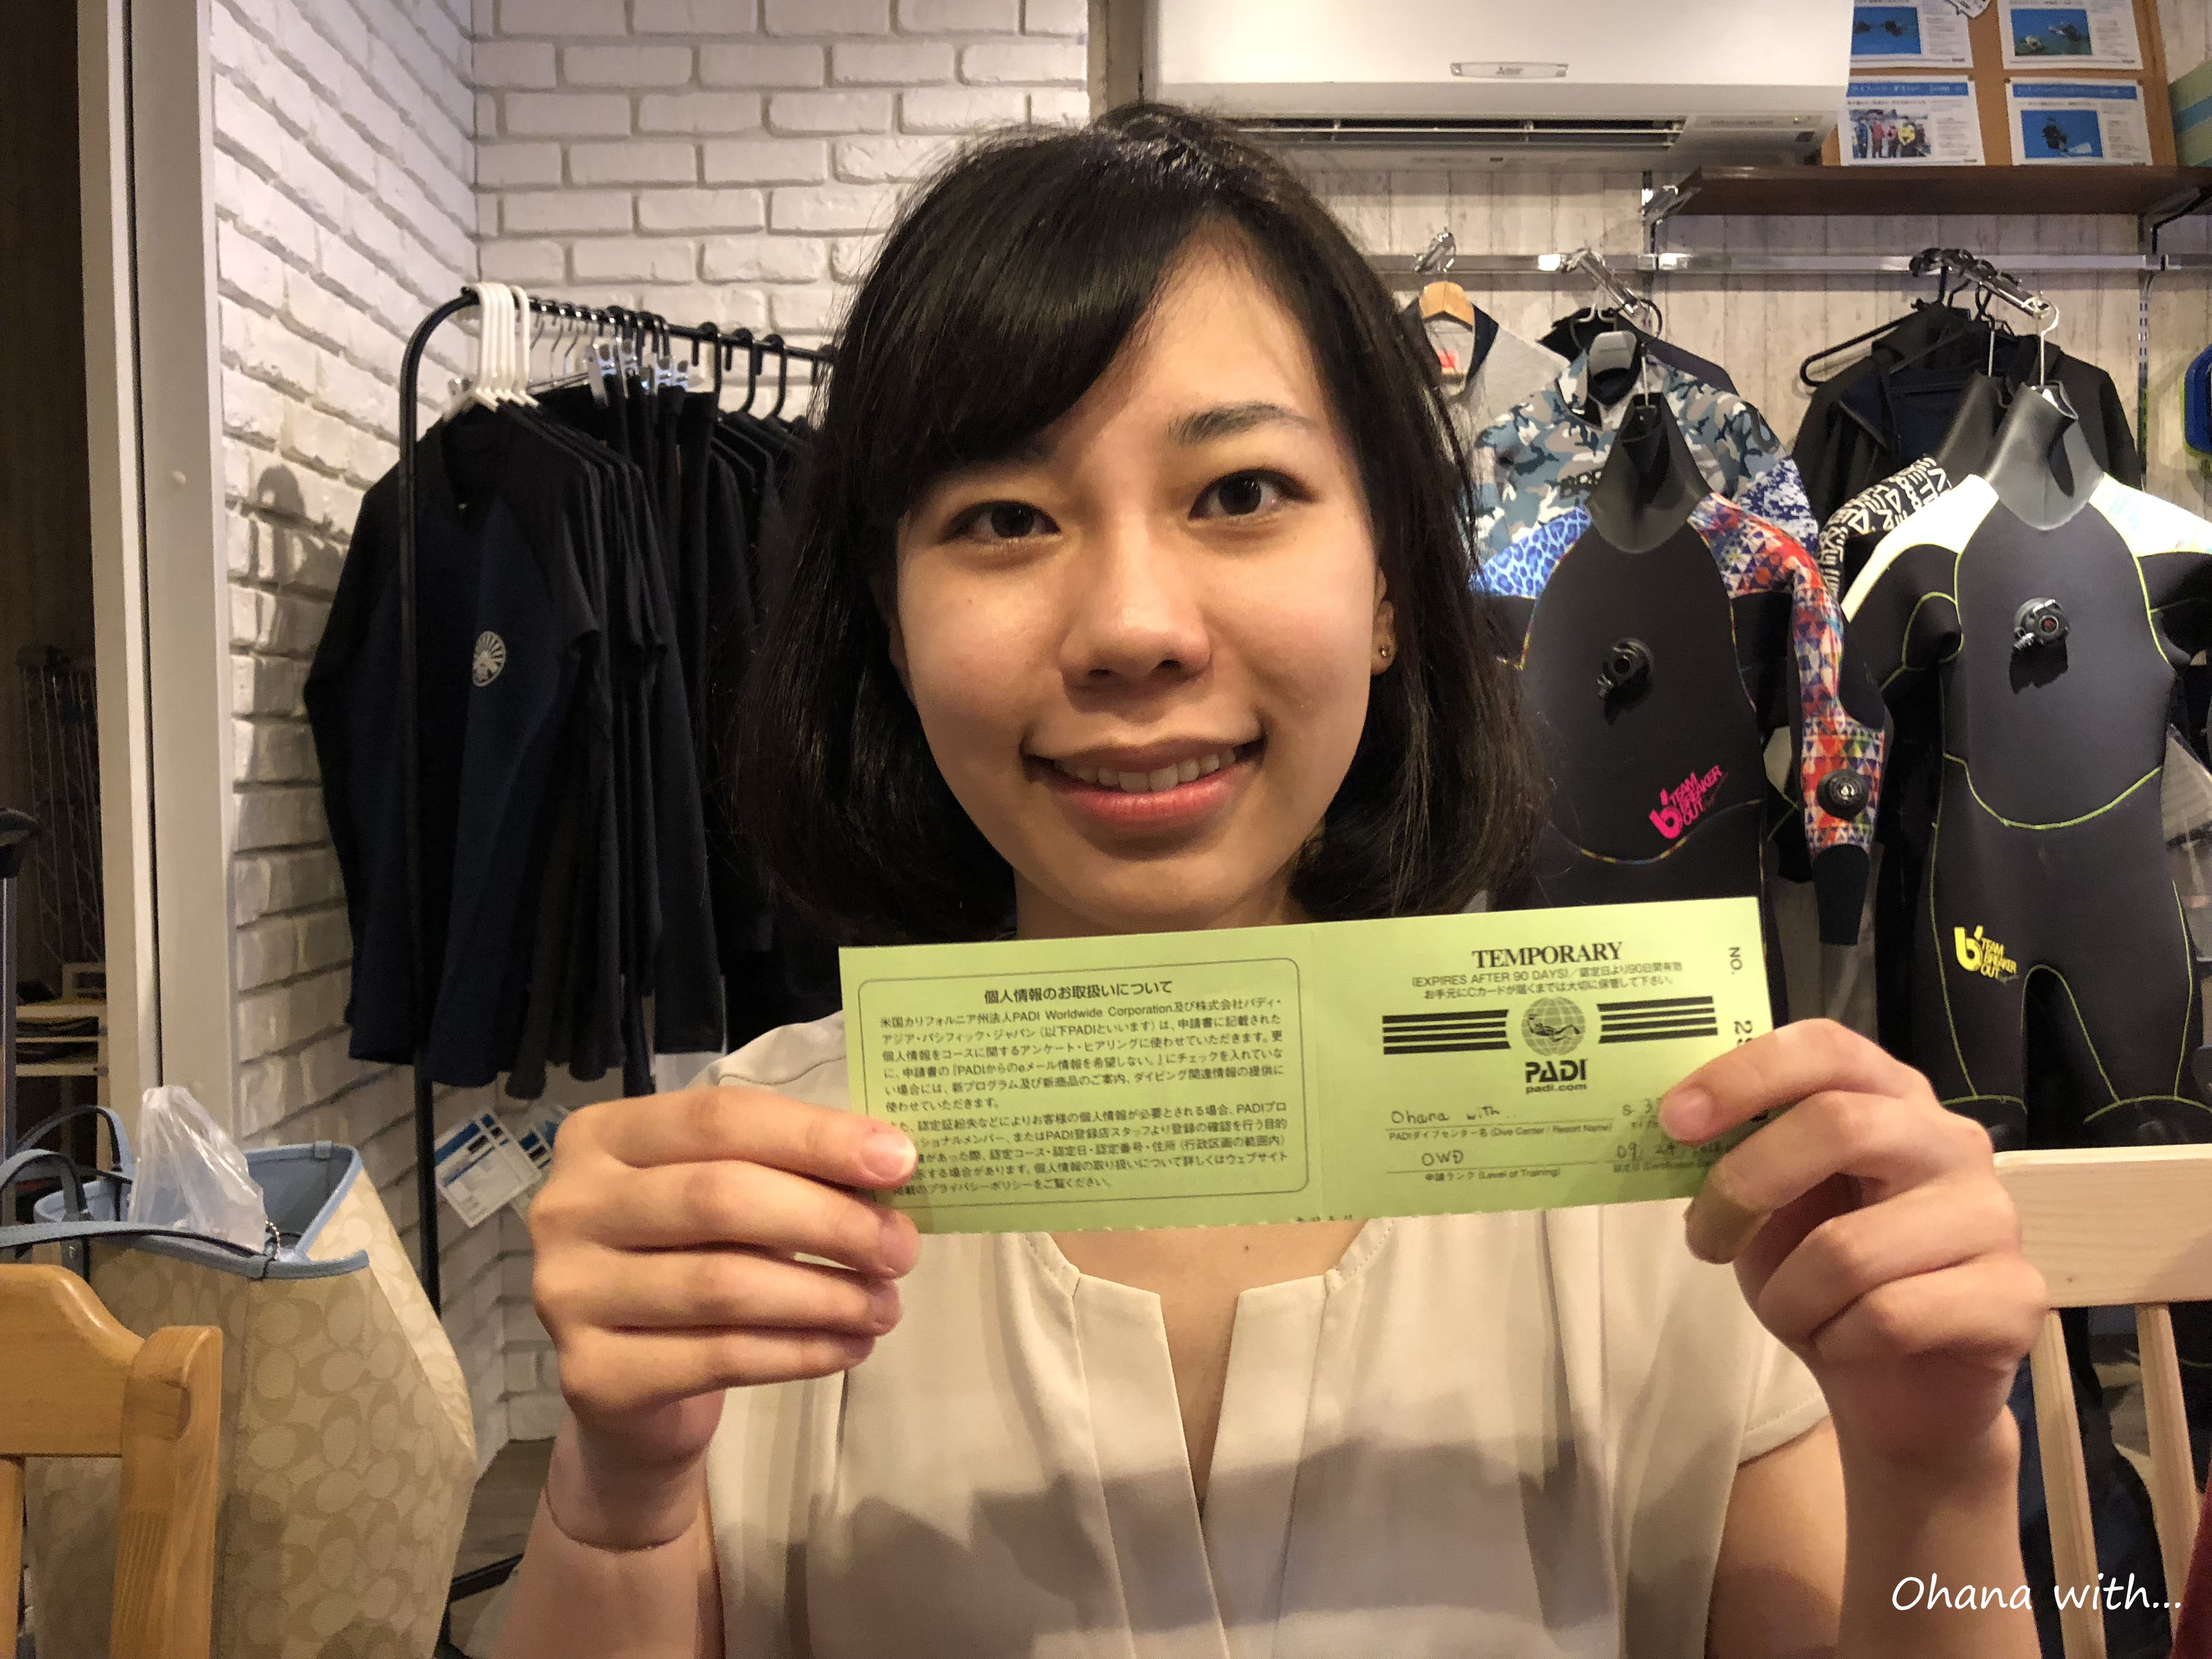 個人情報のお取扱いについて
米国カリフォルニア州法人PADI Worldwide Corporation及び株式会社パディ・
アジア・パシフィック・ジャパン（以下PADIといいます）は、申請書に記載された
個人情報をコースに関するアンケート・ヒアリングに使わせていただきます。更
に、申請書の『PADIからのeメール情報を希望しない。』にチェックを入れていな
い場合には、新プログラム及び新商品のご案内、ダイビング関連情報の提供に
使わせていただきます。
た、認定証紛失などによりお客様の個人情報が必要とされる場合、PADIプロ
ショナルメンバー、またはPADI登録店スタッフより登録の確認を行う目的
があった際、認定コース・認定日・認定番号・住所（行政区画の範囲内）
示する場合があります。個人情報の取り扱いについて詳しくはウェブサイト
掲載のプライバシーポリシーをご覧ください。
TEMPORARY
(EXPIRES AFTER 90 DAYS)／認定日より90日間有効
お手元にCカードが届くまでは大切に保管して下さい。
NO.
PADI
padi.com
Ohana with...
PADIダイブセンター名 (Dive Center / Resort Name)
OWD
09, 24
申請ランク (Level of Training)
TEAM
BREAKER
OUT
TEAM
BREAKER
OUT
Ohana with...